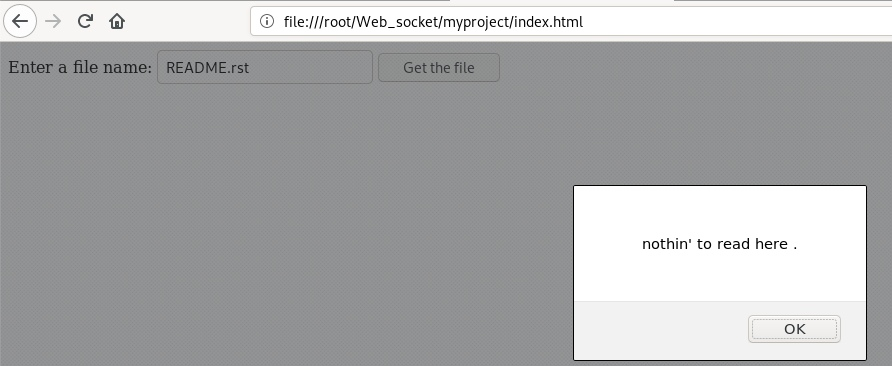 file:///root/Web_socket/myproject/index.html
Enter a file name: README.rst Get the file
nothin' to read here .
OK